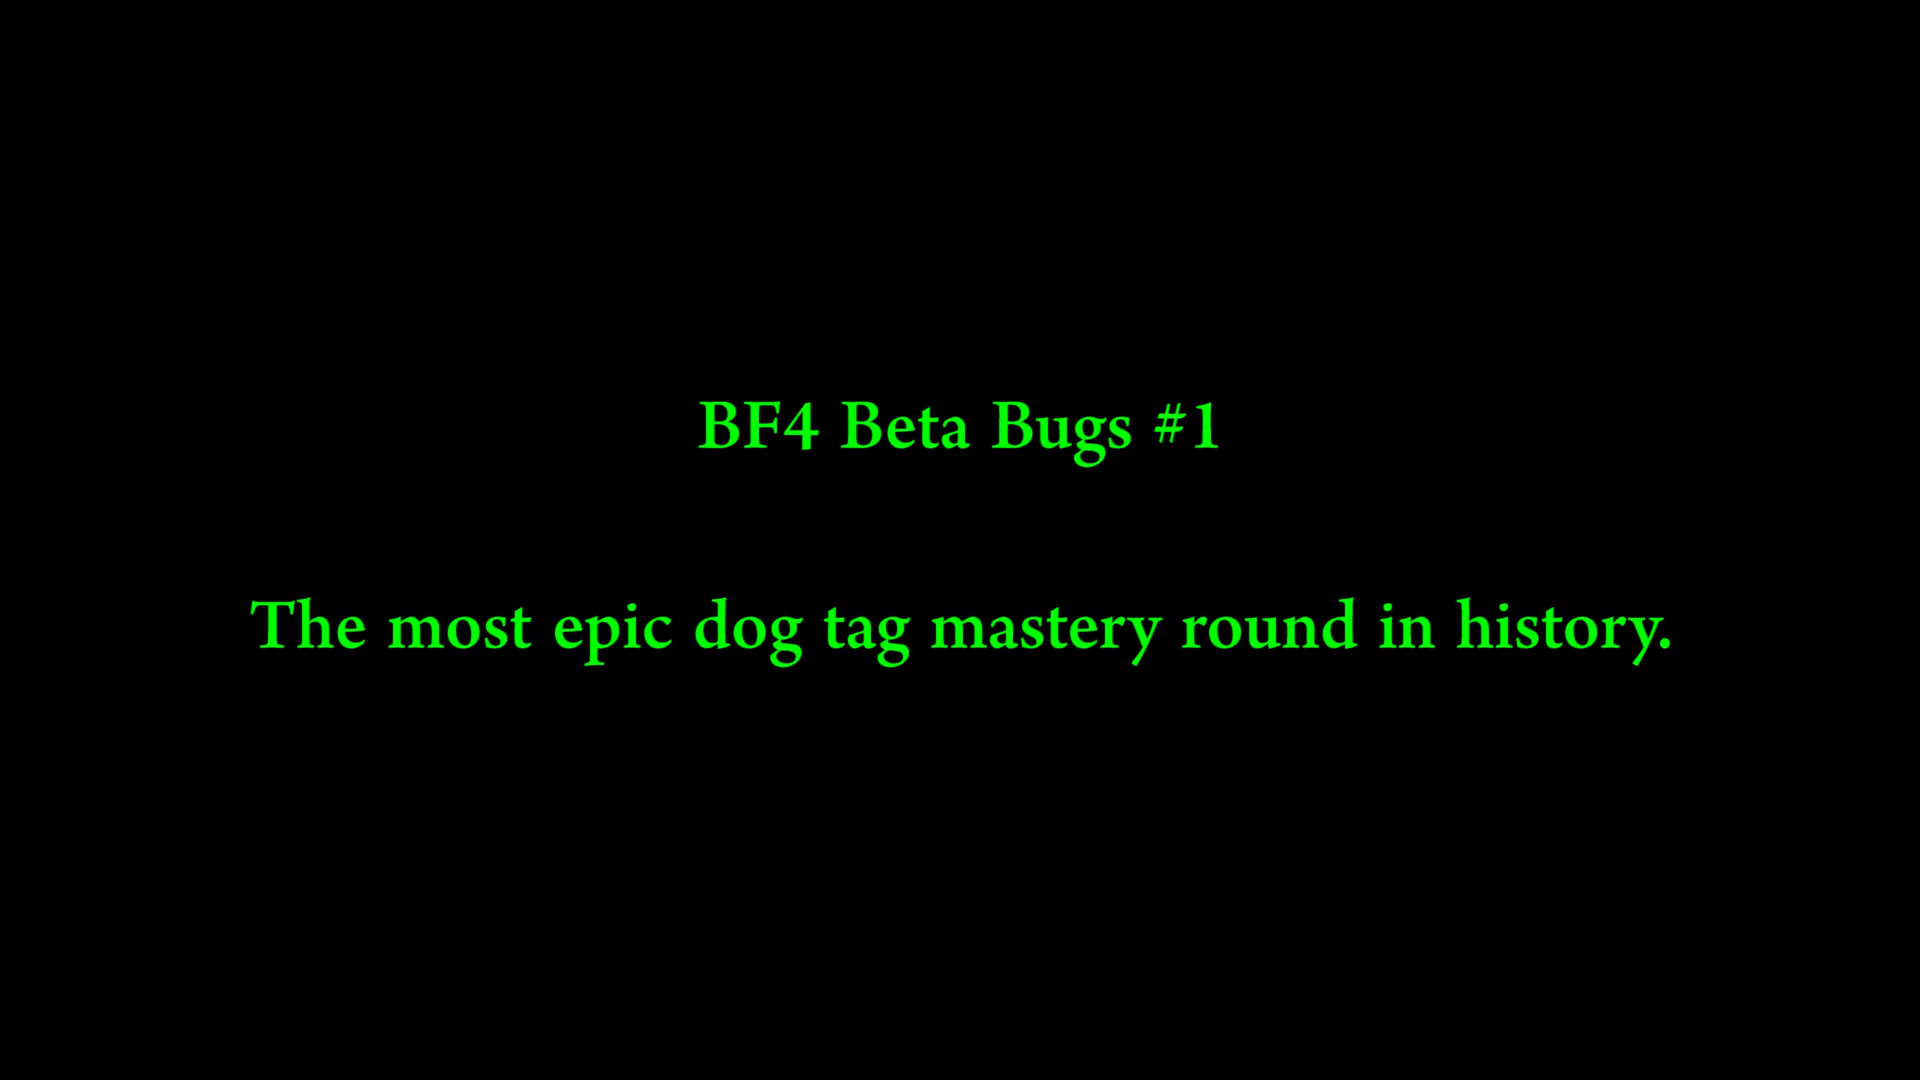 BF4 Beta Bugs #1
The most epic dog tag mastery round in history.